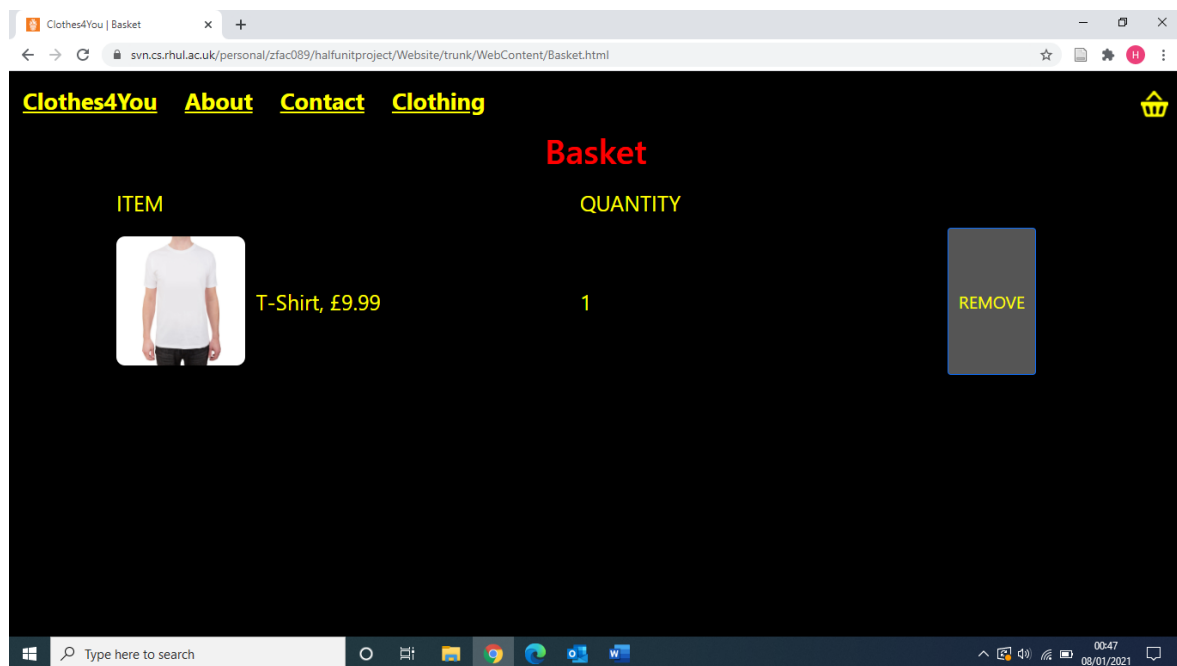 Clothes4You | Basket
svn.cs.rhul.ac.uk/personal/zfac089/halfunitproject/Website/trunk/WebContent/Basket.html
H
Clothes4You About Contact Clothing
Basket
ITEM QUANTITY
T-Shirt, £9.99 1 REMOVE
Type here to search
00:47
08/01/2021